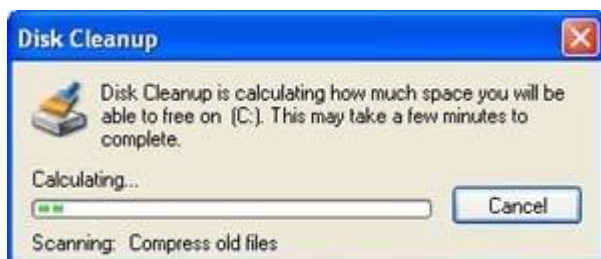 Disk Cleanup
Disk Cleanup is calculating how much space you will be
able to free on (C:). This may take a few minutes to
complete.
Calculating...
Cancel
Scanning: Compress old files